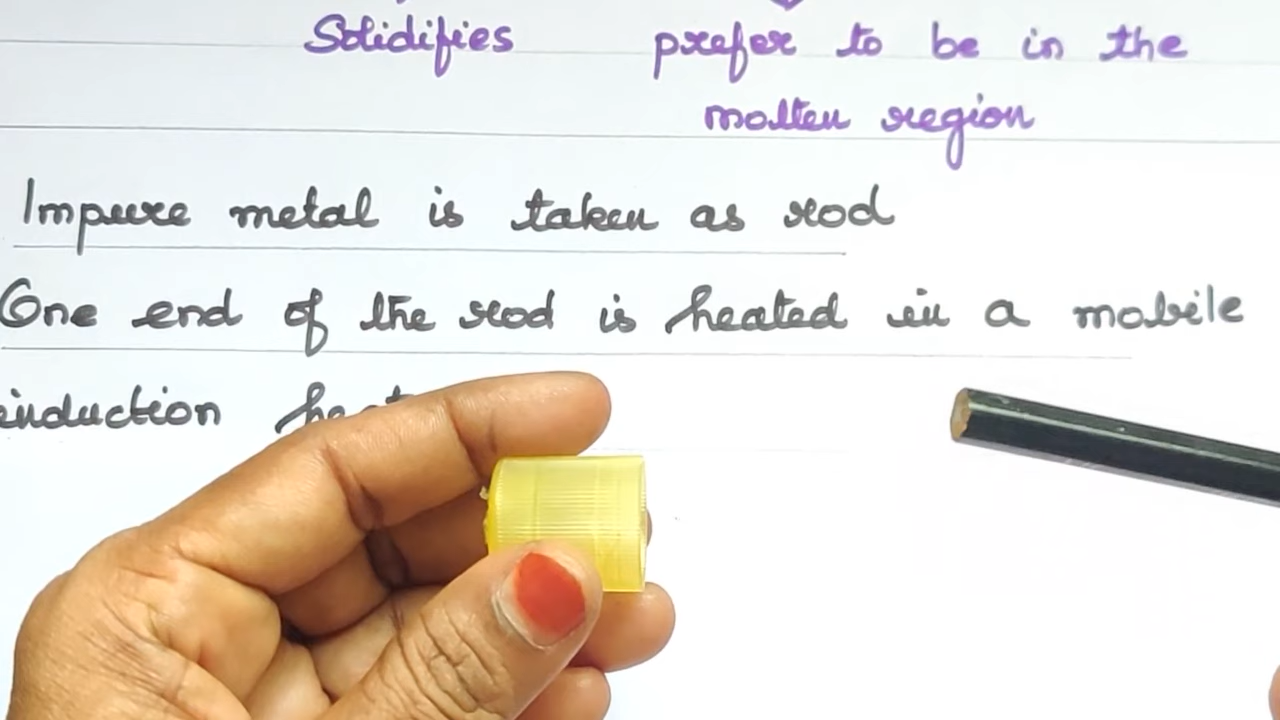 Solidifies prefer to be in the
molten region
Impure metal is taken as rod
One end of the rod is heated in a mobile
induction